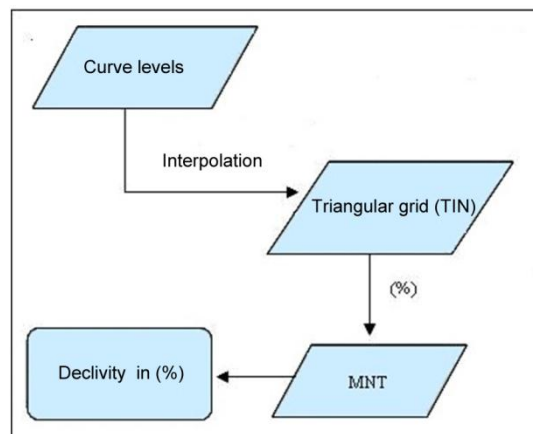 Curve levels
Interpolation
Triangular grid (TIN)
(%)
Declivity in (%)
MNT